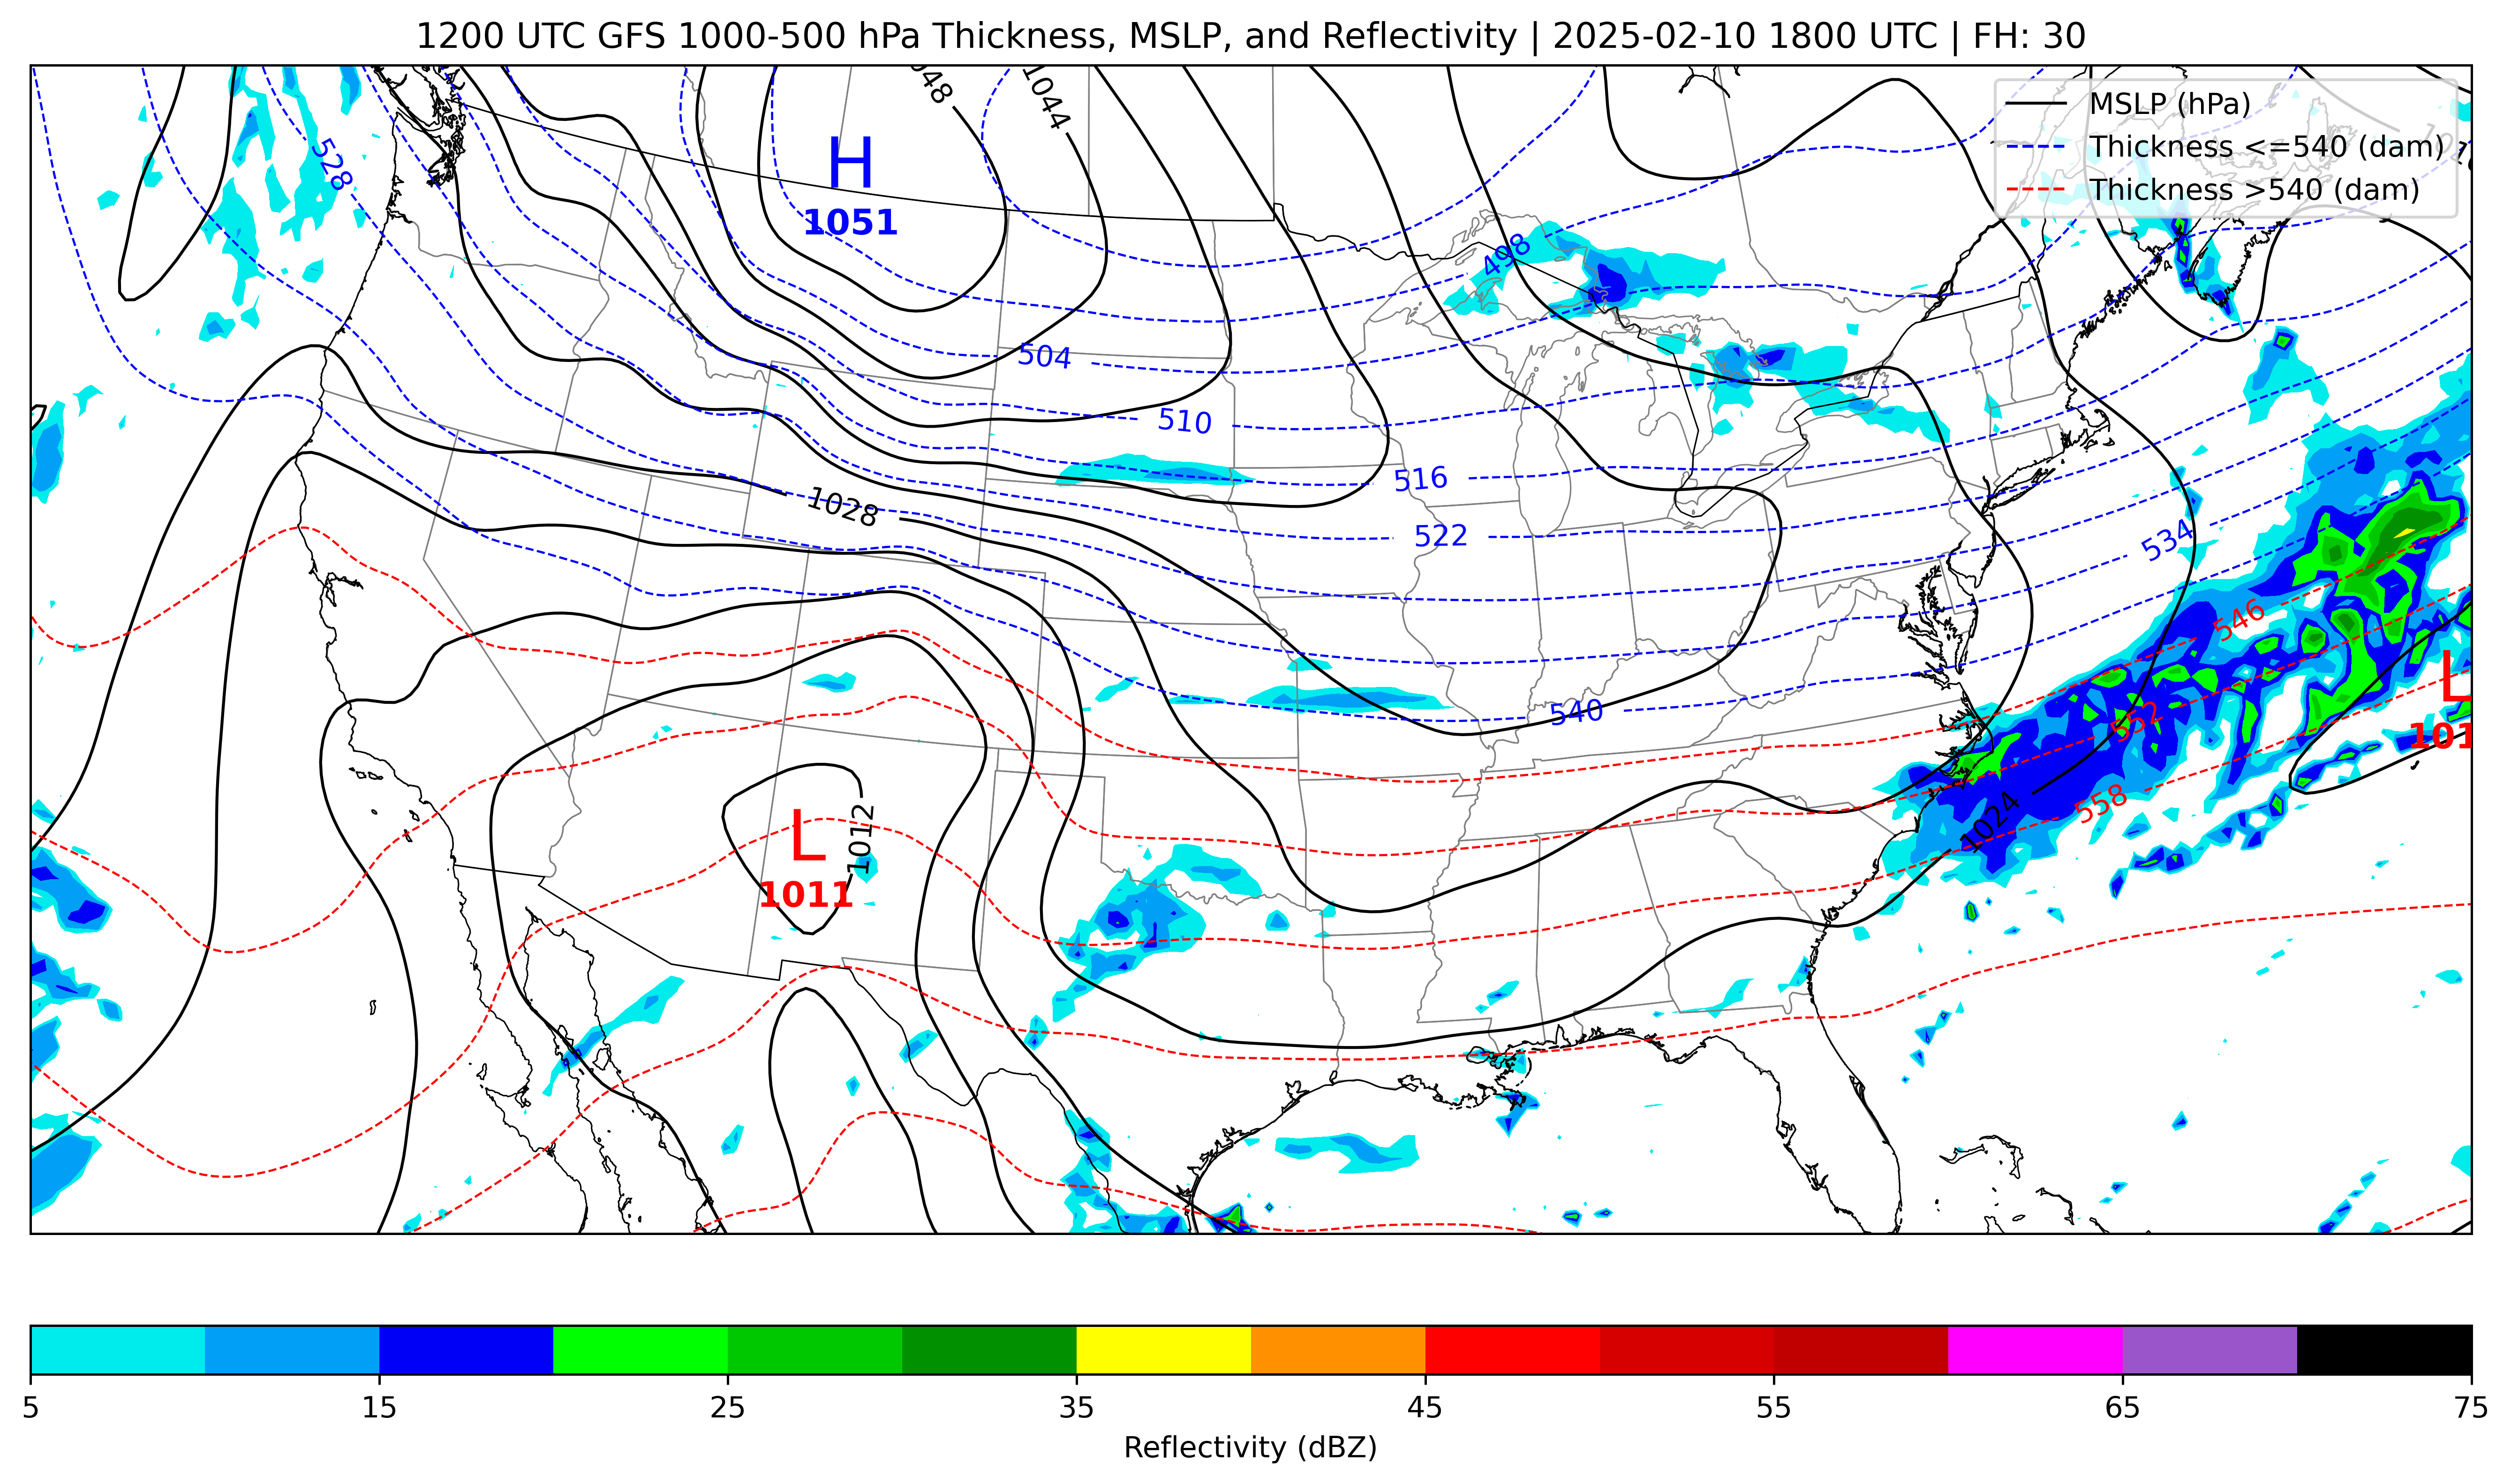 1200 UTC GFS 1000-500 hPa Thickness, MSLP, and Reflectivity | 2025-02-10 1800 UTC | FH: 30
MSLP (hPa)
Thickness <=540 (dam)
Thickness >540 (dam)
1044
528
H
1051
498
504
510
516
1028
522
534
546
540
L
101
552
558
1024
L
1011
1012
5 15 25 35 45 55 65 75
Reflectivity (dBZ)